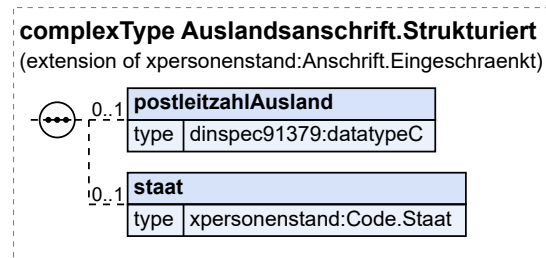 complexType Auslandsanschrift.Strukturiert
(extension of xpersonenstand:Anschrift.Eingeschraenkt)
0..1 postleitzahlAusland
type dinspec91379:datatypeC
0..1 staat
type xpersonenstand:Code.Staat